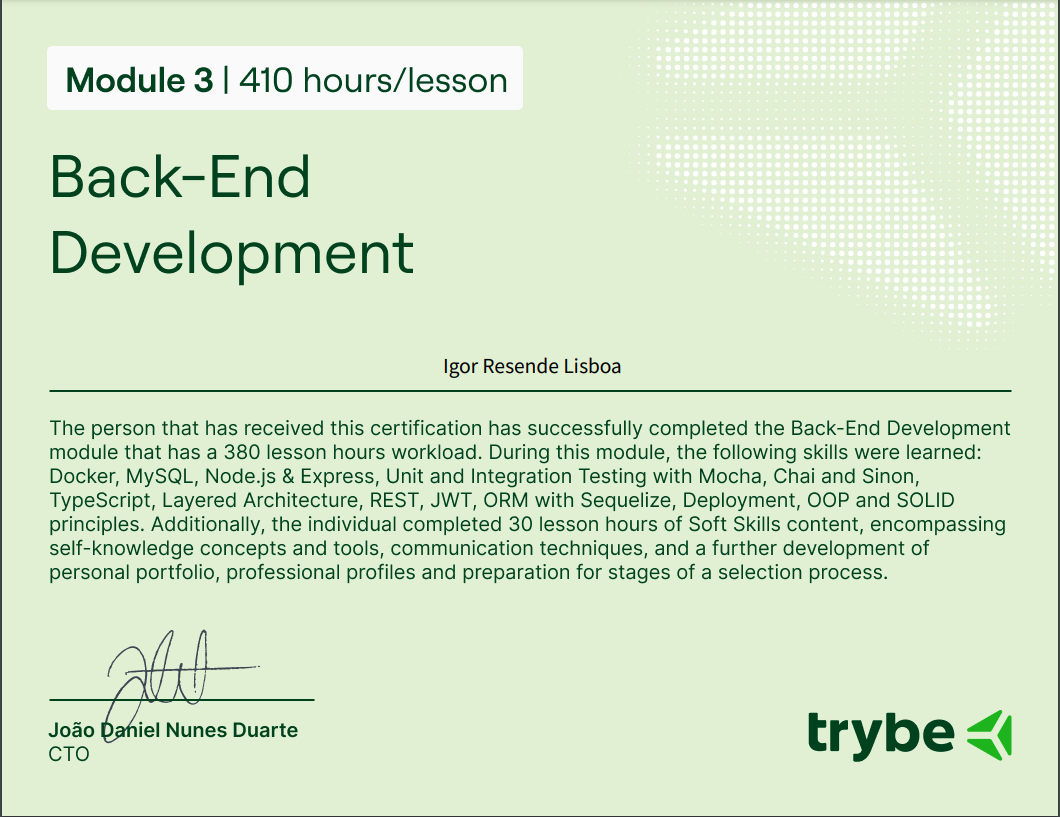 Module 3 | 410 hours/lesson
Back-End
Development
Igor Resende Lisboa
The person that has received this certification has successfully completed the Back-End Development
module that has a 380 lesson hours workload. During this module, the following skills were learned:
Docker, MySQL, Node.js & Express, Unit and Integration Testing with Mocha, Chai and Sinon,
TypeScript, Layered Architecture, REST, JWT, ORM with Sequelize, Deployment, OOP and SOLID
principles. Additionally, the individual completed 30 lesson hours of Soft Skills content, encompassing
self-knowledge concepts and tools, communication techniques, and a further development of
personal portfolio, professional profiles and preparation for stages of a selection process.
João Daniel Nunes Duarte
CTO
trybe